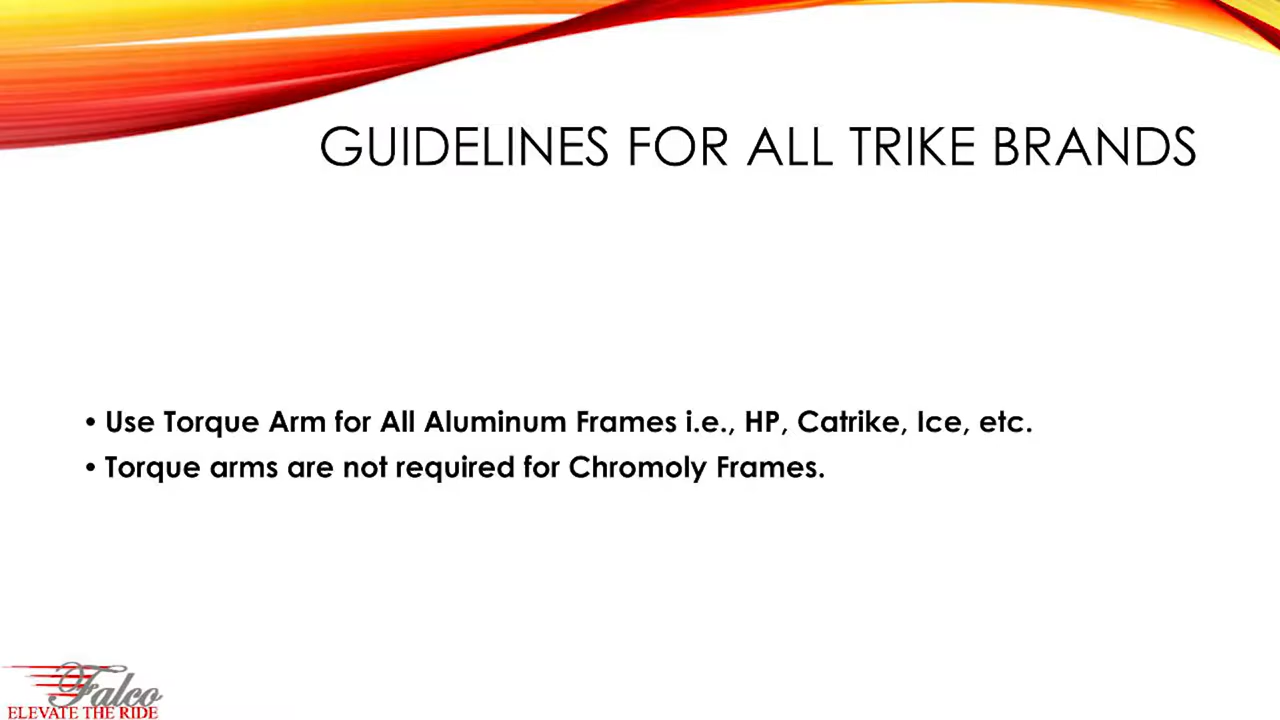 GUIDELINES FOR ALL TRIKE BRANDS
• Use Torque Arm for All Aluminum Frames i.e., HP, Catrike, Ice, etc.
• Torque arms are not required for Chromoly Frames.
Falco
ELEVATE THE RIDE